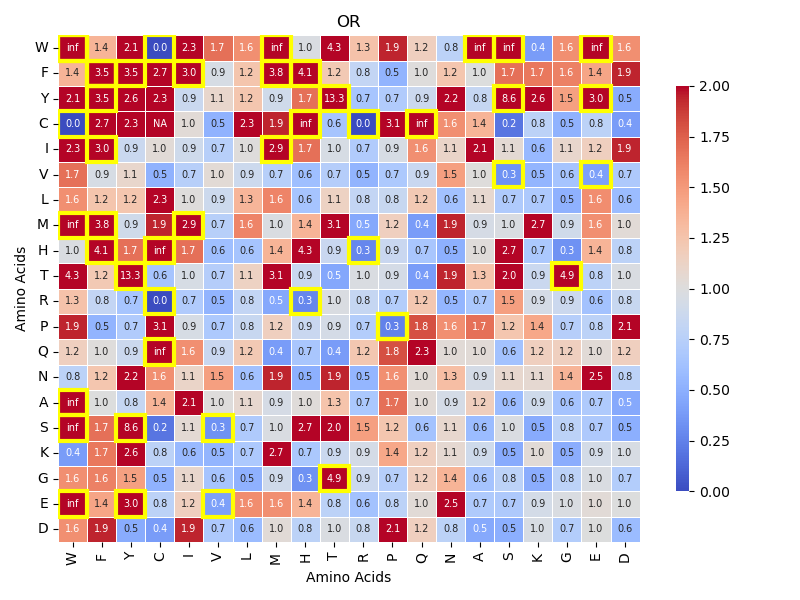 OR
W inf 1.4 2.1 0.0 2.3 1.7 1.6 inf 1.0 4.3 1.3 1.9 1.2 0.8 inf inf 0.4 1.6 inf 1.6
F 1.4 3.5 3.5 2.7 3.0 0.9 1.2 3.8 4.1 1.2 0.8 0.5 1.0 1.2 1.0 1.7 1.7 1.6 1.4 1.9
Y 2.1 3.5 2.6 2.3 0.9 1.1 1.2 0.9 1.7 13.3 0.7 0.7 0.9 2.2 0.8 8.6 2.6 1.5 3.0 0.5
C 0.0 2.7 2.3 NA 1.0 0.5 2.3 1.9 inf 0.6 0.0 3.1 inf 1.6 1.4 0.2 0.8 0.5 0.8 0.4
I 2.3 3.0 0.9 1.0 0.9 0.7 1.0 2.9 1.7 1.0 0.7 0.9 1.6 1.1 2.1 1.1 0.6 1.1 1.2 1.9
V 1.7 0.9 1.1 0.5 0.7 1.0 0.9 0.7 0.6 0.7 0.5 0.7 0.9 1.5 1.0 0.3 0.5 0.6 0.4 0.7
L 1.6 1.2 1.2 2.3 1.0 0.9 1.3 1.6 0.6 1.1 0.8 0.8 1.2 0.6 1.1 0.7 0.7 0.5 1.6 0.6
M inf 3.8 0.9 1.9 2.9 0.7 1.6 1.0 1.4 3.1 0.5 1.2 0.4 1.9 0.9 1.0 2.7 0.9 1.6 1.0
H 1.0 4.1 1.7 inf 1.7 0.6 0.6 1.4 4.3 0.9 0.3 0.9 0.7 0.5 1.0 2.7 0.7 0.3 1.4 0.8
T 4.3 1.2 13.3 0.6 1.0 0.7 1.1 3.1 0.9 0.5 1.0 0.9 0.4 1.9 1.3 2.0 0.9 4.9 0.8 1.0
R 1.3 0.8 0.7 0.0 0.7 0.5 0.8 0.5 0.3 1.0 0.8 0.7 1.2 0.5 0.7 1.5 0.9 0.9 0.6 0.8
P 1.9 0.5 0.7 3.1 0.9 0.7 0.8 1.2 0.9 0.9 0.7 0.3 1.8 1.6 1.7 1.2 1.4 0.7 0.8 2.1
Q 1.2 1.0 0.9 inf 1.6 0.9 1.2 0.4 0.7 0.4 1.2 1.8 2.3 1.0 1.0 0.6 1.2 1.2 1.0 1.2
N 0.8 1.2 2.2 1.6 1.1 1.5 0.6 1.9 0.5 1.9 0.5 1.6 1.0 1.3 0.9 1.1 1.1 1.4 2.5 0.8
A inf 1.0 0.8 1.4 2.1 1.0 1.1 0.9 1.0 1.3 0.7 1.7 1.0 0.9 1.2 0.6 0.9 0.6 0.7 0.5
S inf 1.7 8.6 0.2 1.1 0.3 0.7 1.0 2.7 2.0 1.5 1.2 0.6 1.1 0.6 1.0 0.5 0.8 0.7 0.5
K 0.4 1.7 2.6 0.8 0.6 0.5 0.7 2.7 0.7 0.9 0.9 1.4 1.2 1.1 0.9 0.5 1.0 0.5 0.9 1.0
G 1.6 1.6 1.5 0.5 1.1 0.6 0.5 0.9 0.3 4.9 0.9 0.7 1.2 1.4 0.6 0.8 0.5 0.8 1.0 0.7
E inf 1.4 3.0 0.8 1.2 0.4 1.6 1.6 1.4 0.8 0.6 0.8 1.0 2.5 0.7 0.7 0.9 1.0 1.0 1.0
D 1.6 1.9 0.5 0.4 1.9 0.7 0.6 1.0 0.8 1.0 0.8 2.1 1.2 0.8 0.5 0.5 1.0 0.7 1.0 0.6
W F Y C I V L M H T R P Q N A S K G E D
Amino Acids
Amino Acids
2.00
1.75
1.50
1.25
1.00
0.75
0.50
0.25
0.00